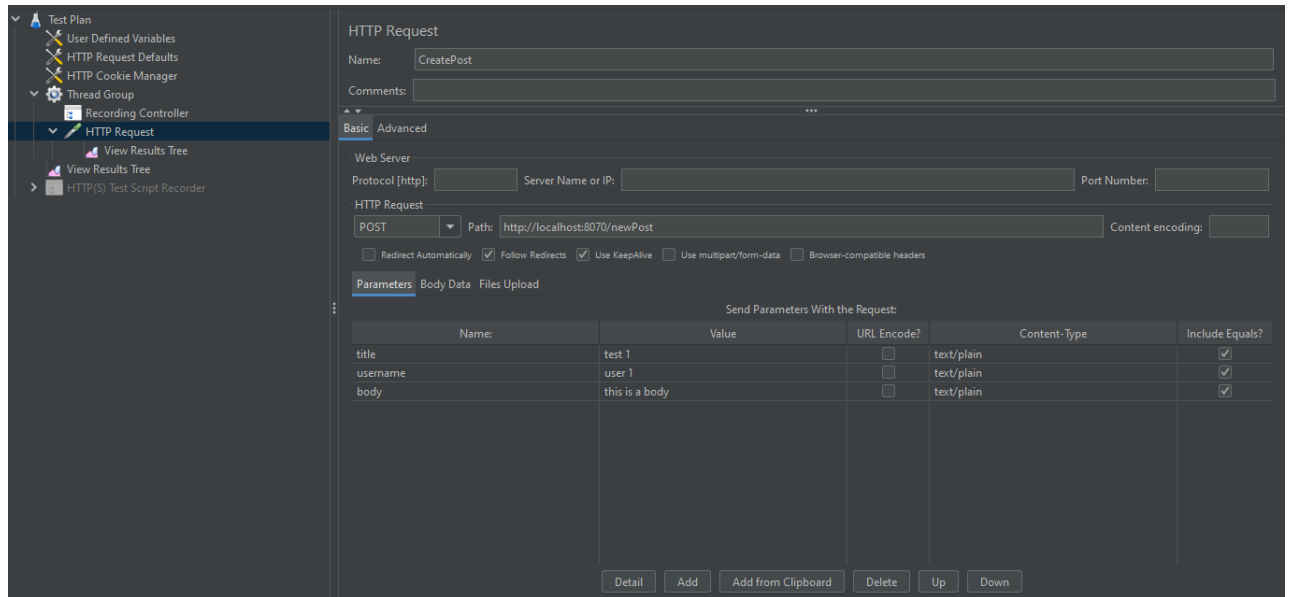 Test Plan
User Defined Variables
HTTP Request Defaults
HTTP Cookie Manager
Thread Group
Recording Controller
HTTP Request
View Results Tree
View Results Tree
HTTP(S) Test Script Recorder
HTTP Request
Name: CreatePost
Comments:
Basic Advanced
Web Server
Protocol [http]: Server Name or IP: Port Number:
HTTP Request
POST Path: http://localhost:8070/newPost Content encoding:
Redirect Automatically Follow Redirects Use KeepAlive Use multipart/form-data Browser-compatible headers
Parameters Body Data Files Upload
Send Parameters With the Request:
Name: Value URL Encode? Content-Type Include Equals?
title test 1 text/plain
username user 1 text/plain
body this is a body text/plain
Detail Add Add from Clipboard Delete Up Down